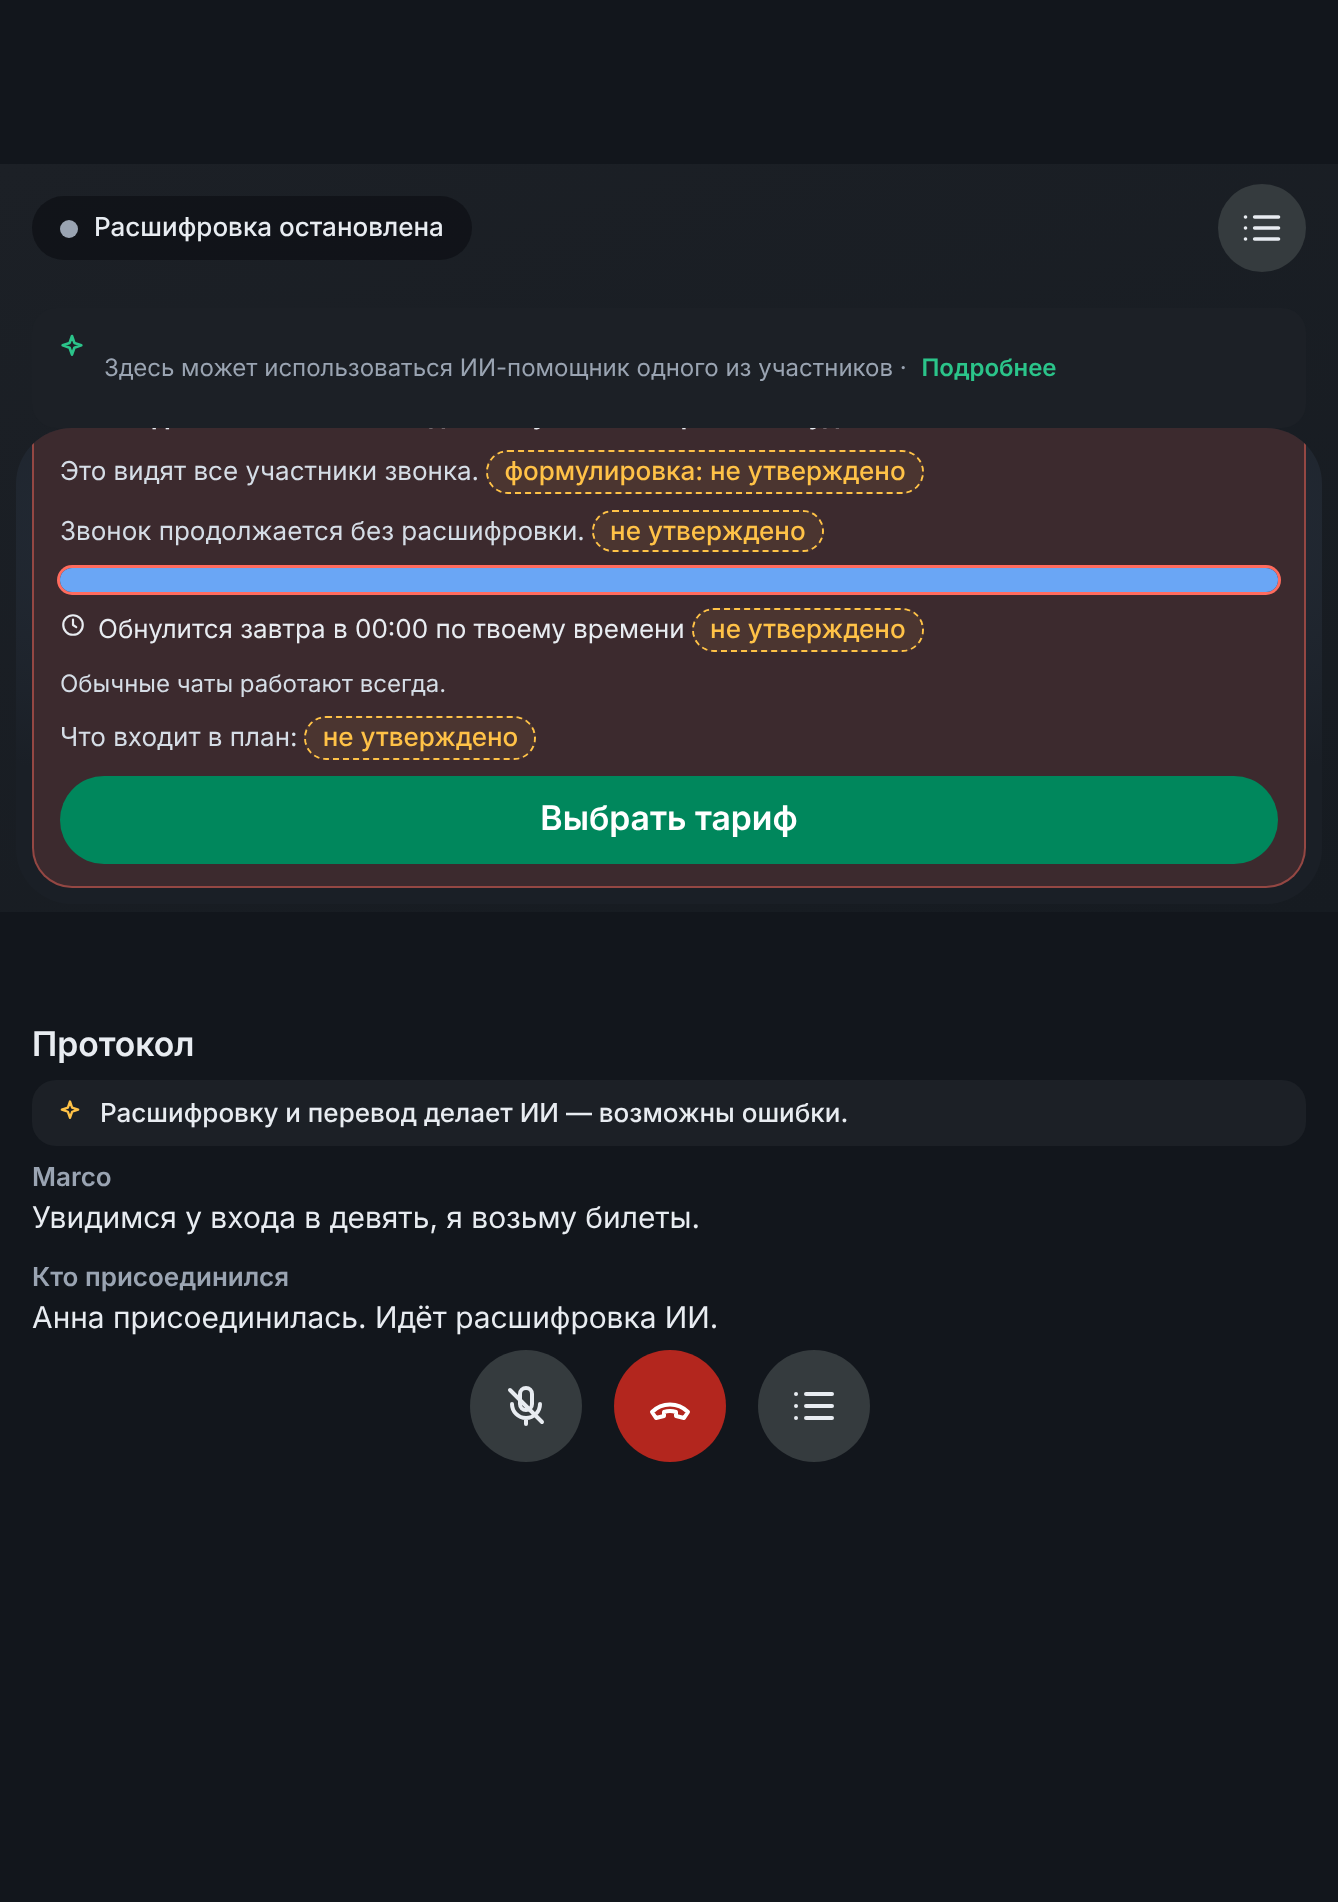 Расшифровка остановлена
Здесь может использоваться ИИ-помощник одного из участников · Подробнее
Это видят все участники звонка. формулировка: не утверждено
Звонок продолжается без расшифровки. не утверждено
Обнулится завтра в 00:00 по твоему времени не утверждено
Обычные чаты работают всегда.
Что входит в план: не утверждено
Выбрать тариф
Протокол
Расшифровку и перевод делает ИИ — возможны ошибки.
Marco
Увидимся у входа в девять, я возьму билеты.
Кто присоединился
Анна присоединилась. Идёт расшифровка ИИ.